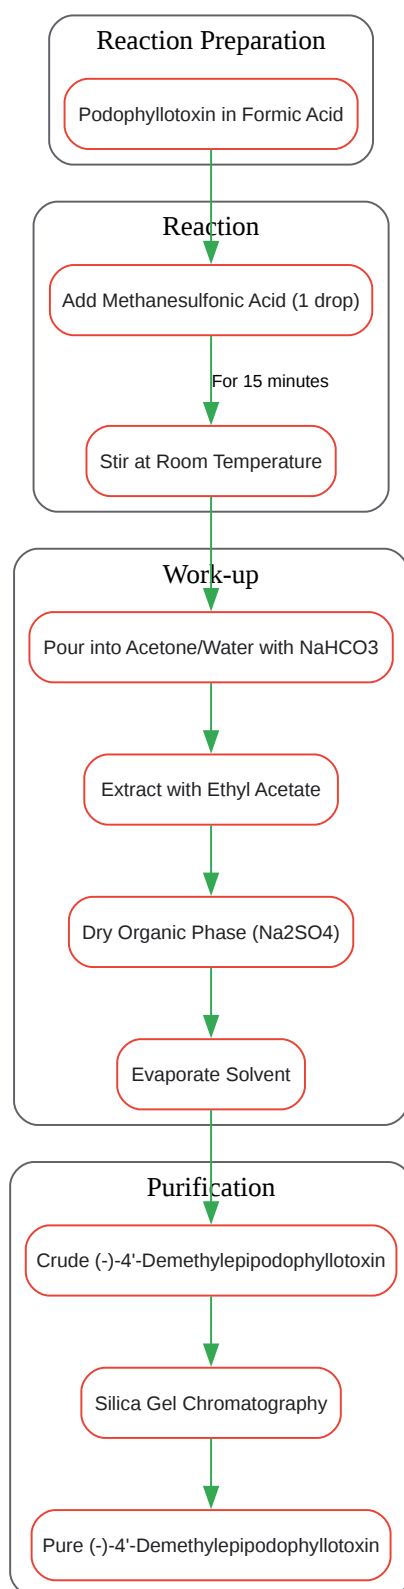 Reaction Preparation
Podophyllotoxin in Formic Acid
Reaction
Add Methanesulfonic Acid (1 drop)
For 15 minutes
Stir at Room Temperature
Work-up
Pour into Acetone/Water with NaHCO3
Extract with Ethyl Acetate
Dry Organic Phase (Na2SO4)
Evaporate Solvent
Purification
Crude (-)-4'-Demethylepipodophyllotoxin
Silica Gel Chromatography
Pure (-)-4'-Demethylepipodophyllotoxin